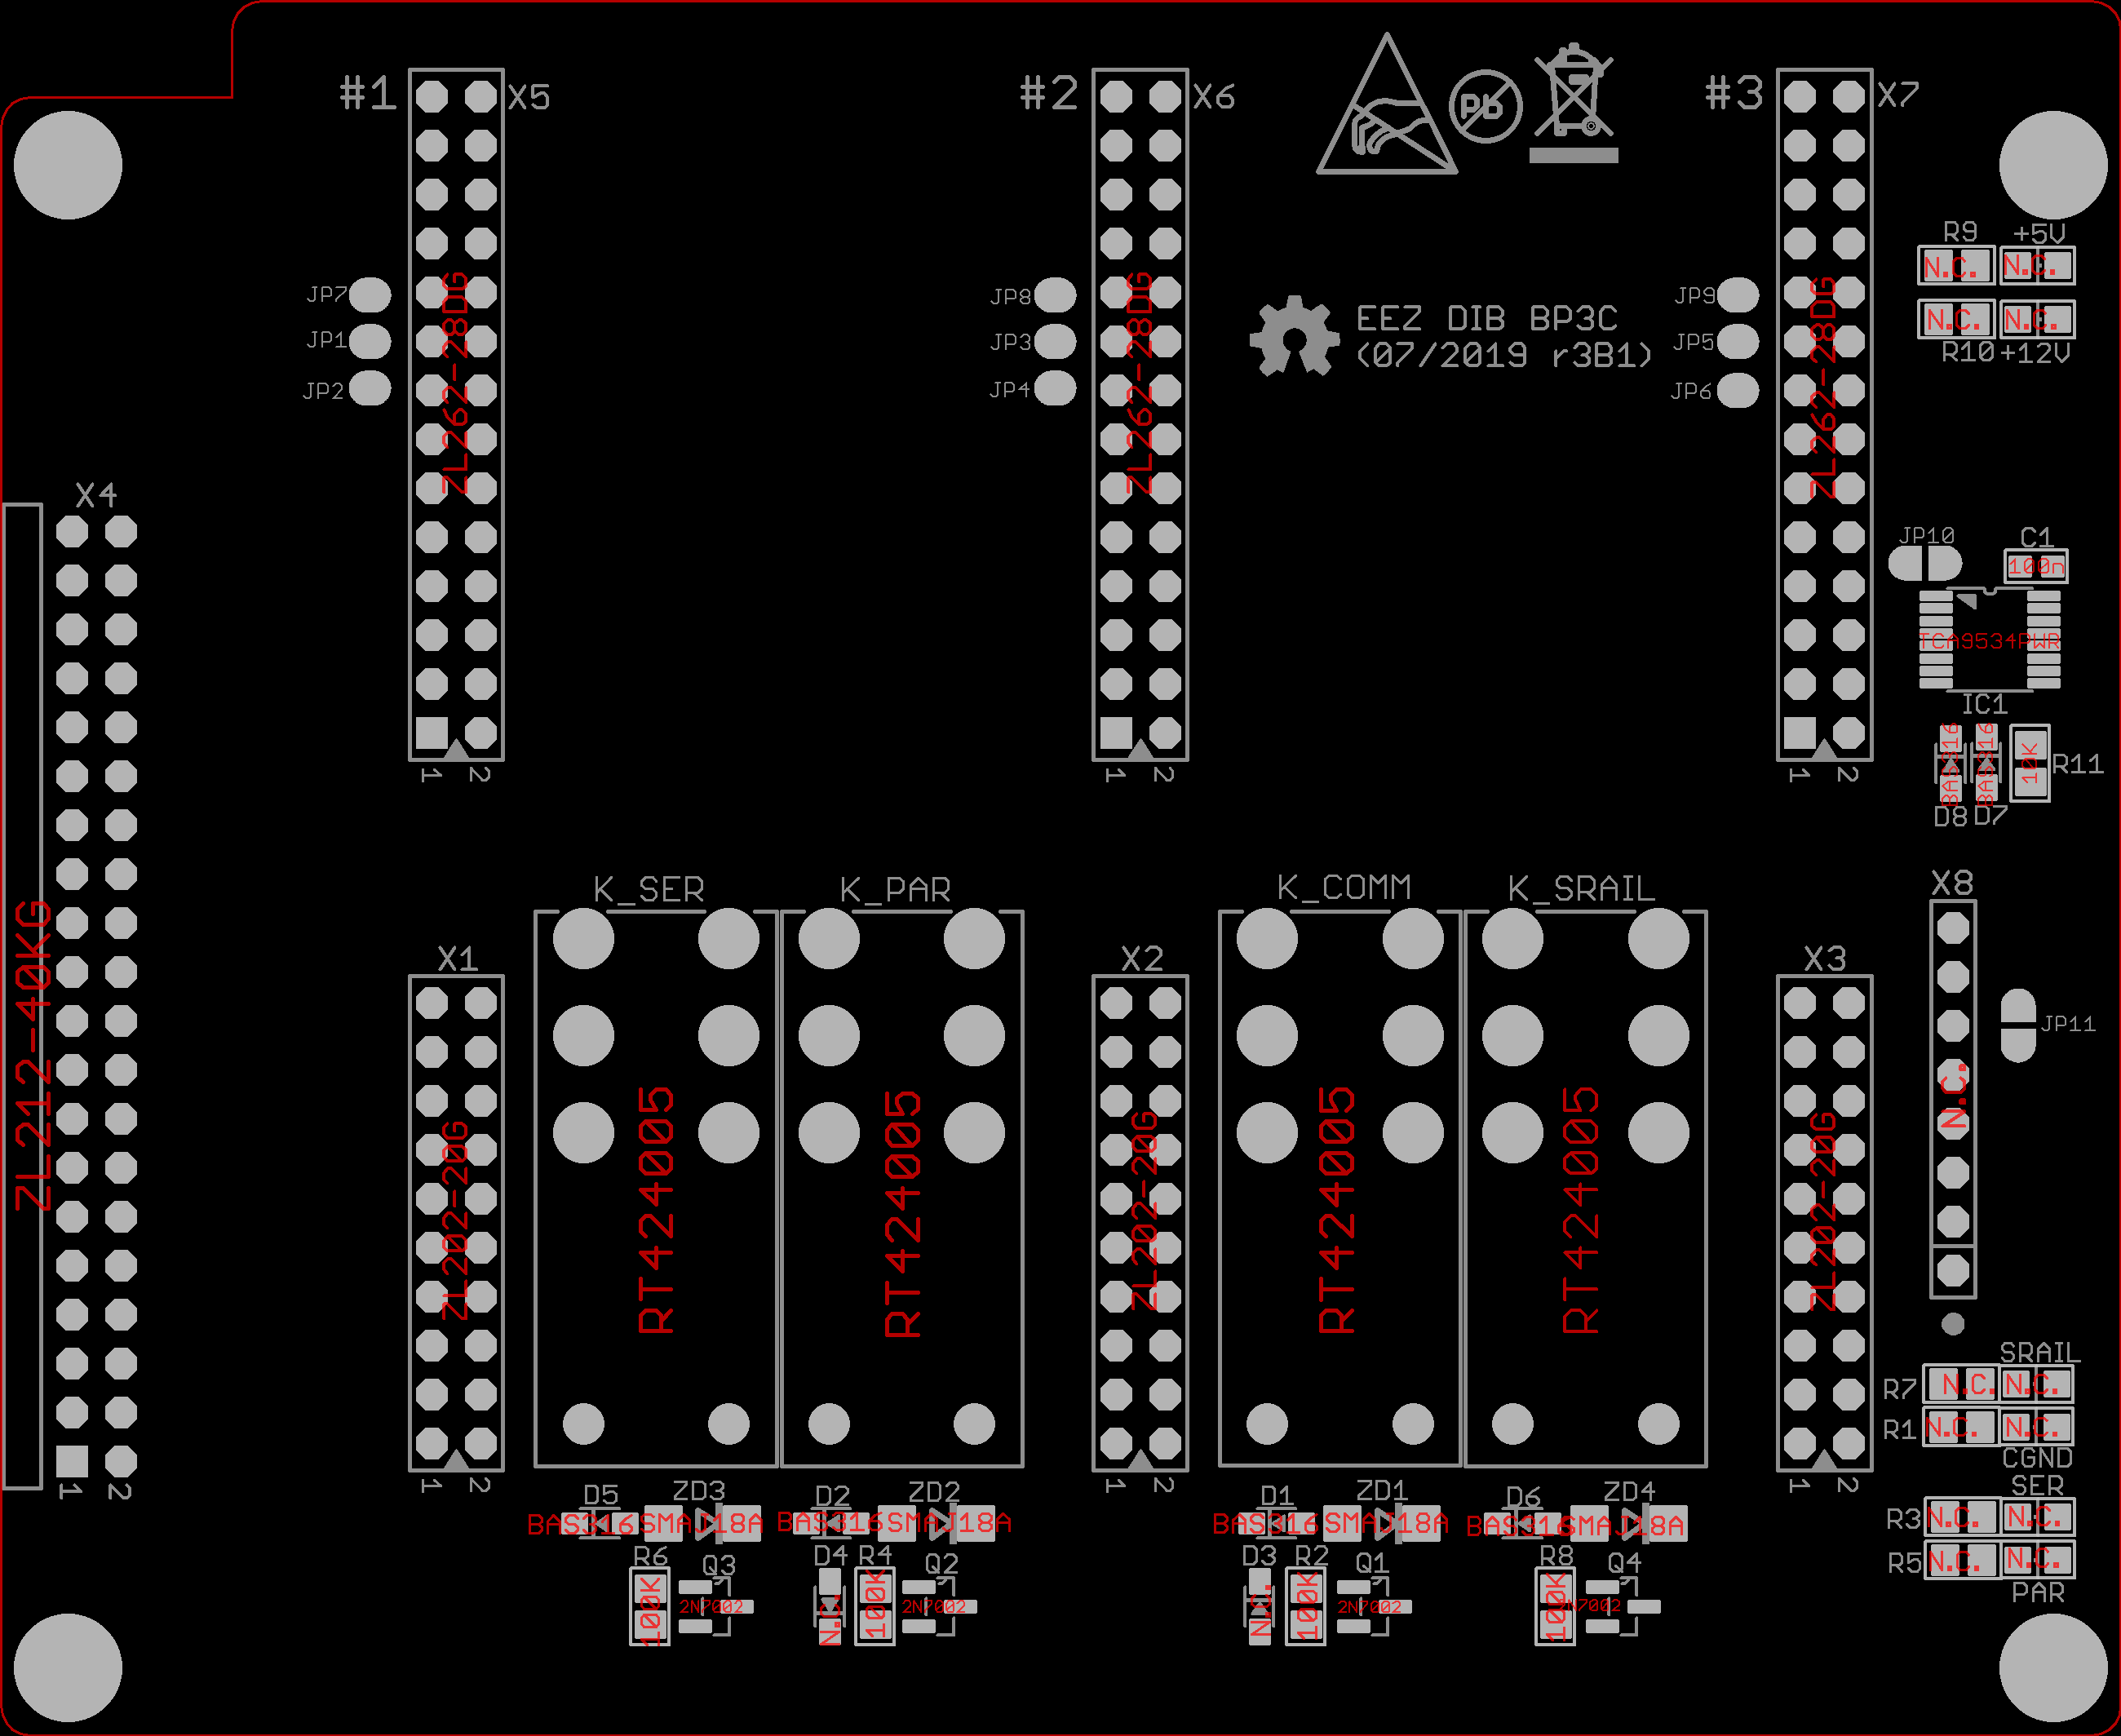 #1
X5
#2
X6
Pb
#3
X7
R9
+5V
N.C.
N.C.
N.C.
N.C.
R10
+12V
JP7
JP1
JP2
ZL262-28DG
JP8
JP3
JP4
ZL262-28DG
EEZ DIB BP3C
(07/2019 r3B1)
JP9
JP5
JP6
ZL262-28DG
X4
JP10
C1
100n
TCA9534PWR
IC1
BAS316
BAS316
10K
R11
D8
D7
1
2
1
2
1
2
ZL212-40KG
K_SER
K_PAR
K_COMM
K_SRAIL
X8
X1
X2
X3
N.C.
JP11
ZL202-20G
RT424005
RT424005
ZL202-20G
RT424005
RT424005
ZL202-20G
SRAIL
R7
N.C.
N.C.
R1
N.C.
N.C.
CGND
1
2
1
2
1
2
1
2
SER
R3
N.C.
N.C.
R5
N.C.
N.C.
PAR
D5
ZD3
D2
ZD2
D1
ZD1
D6
ZD4
BAS316
SMAJ18A
BAS316
SMAJ18A
BAS316
SMAJ18A
BAS316
SMAJ18A
R6
Q3
D4
R4
Q2
D3
R2
Q1
R8
Q4
100K
2N7002
N.C.
100K
2N7002
N.C.
100K
2N7002
100K
2N7002